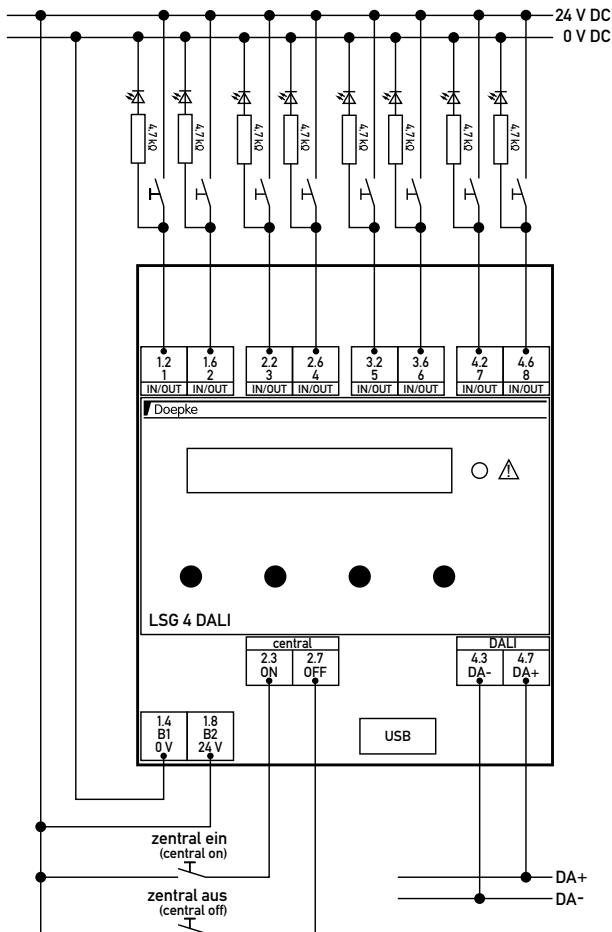 24 V DC
0 V DC
4.7 kΩ 4.7 kΩ 4.7 kΩ 4.7 kΩ 4.7 kΩ 4.7 kΩ 4.7 kΩ 4.7 kΩ
1.2 1.6 2.2 2.6 3.2 3.6 4.2 4.6
1 2 3 4 5 6 7 8
IN/OUT IN/OUT IN/OUT IN/OUT IN/OUT IN/OUT IN/OUT IN/OUT
Doepke
LSG 4 DALI
central DALI
2.3 2.7 4.3 4.7
ON OFF DA- DA+
1.4 1.8
B1 B2
0 V 24 V
USB
zentral ein
(central on)
zentral aus
(central off)
DA+
DA-